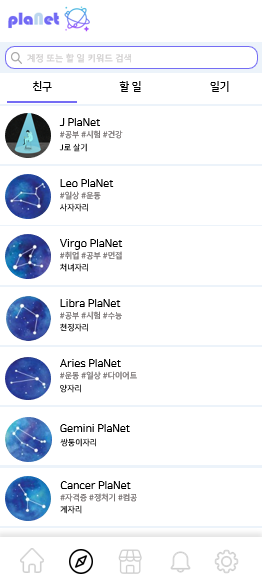 plaNet
계정 또는 할 일 키워드 검색
친구 할 일 일기
J PlaNet
#공부 #시험 #건강
J로 살기
Leo PlaNet
#일상 #운동
사자자리
Virgo PlaNet
#취업 #공부 #면접
처녀자리
Libra PlaNet
#공부 #시험 #수능
천징자리
Aries PlaNet
#운동 #일상 #다이어트
양자리
Gemini PlaNet
쌍둥이자리
Cancer PlaNet
#자격증 #정처기 #컴공
게자리